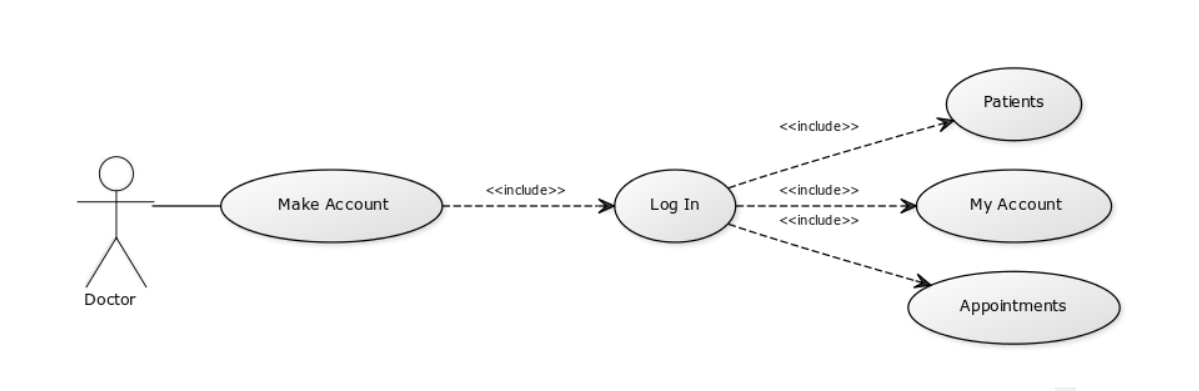 Patients
<<include>>
<<include>>
<<include>>
Make Account
Log In
My Account
<<include>>
Doctor
Appointments